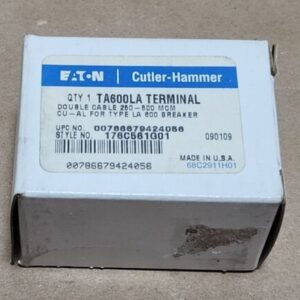 EATON Cutler-Hammer
QTY 1 TA600LA TERMINAL
DOUBLE CABLE 250-500 MCM
CU-AL FOR TYPE LA 600 BREAKER
UPC NO. 00786679424056
STYLE NO. 176C561G01 090109
MADE IN U.S.A.
00786679424056 68C2911H01